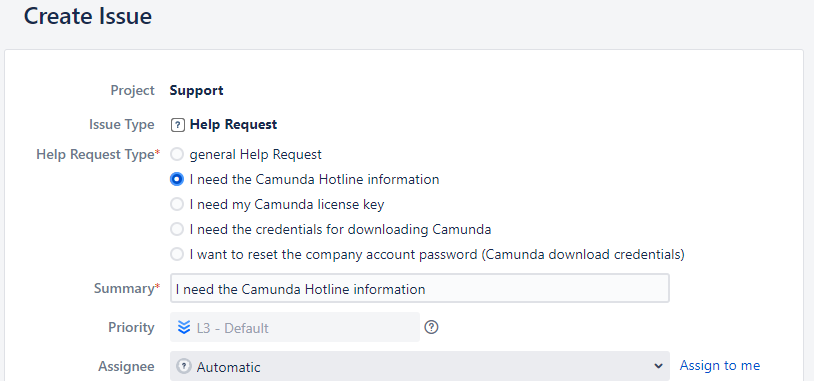 Create Issue
Project Support
Issue Type ? Help Request
Help Request Type* general Help Request
I need the Camunda Hotline information
I need my Camunda license key
I need the credentials for downloading Camunda
I want to reset the company account password (Camunda download credentials)
Summary* I need the Camunda Hotline information
Priority L3 - Default ?
Assignee ? Automatic Assign to me